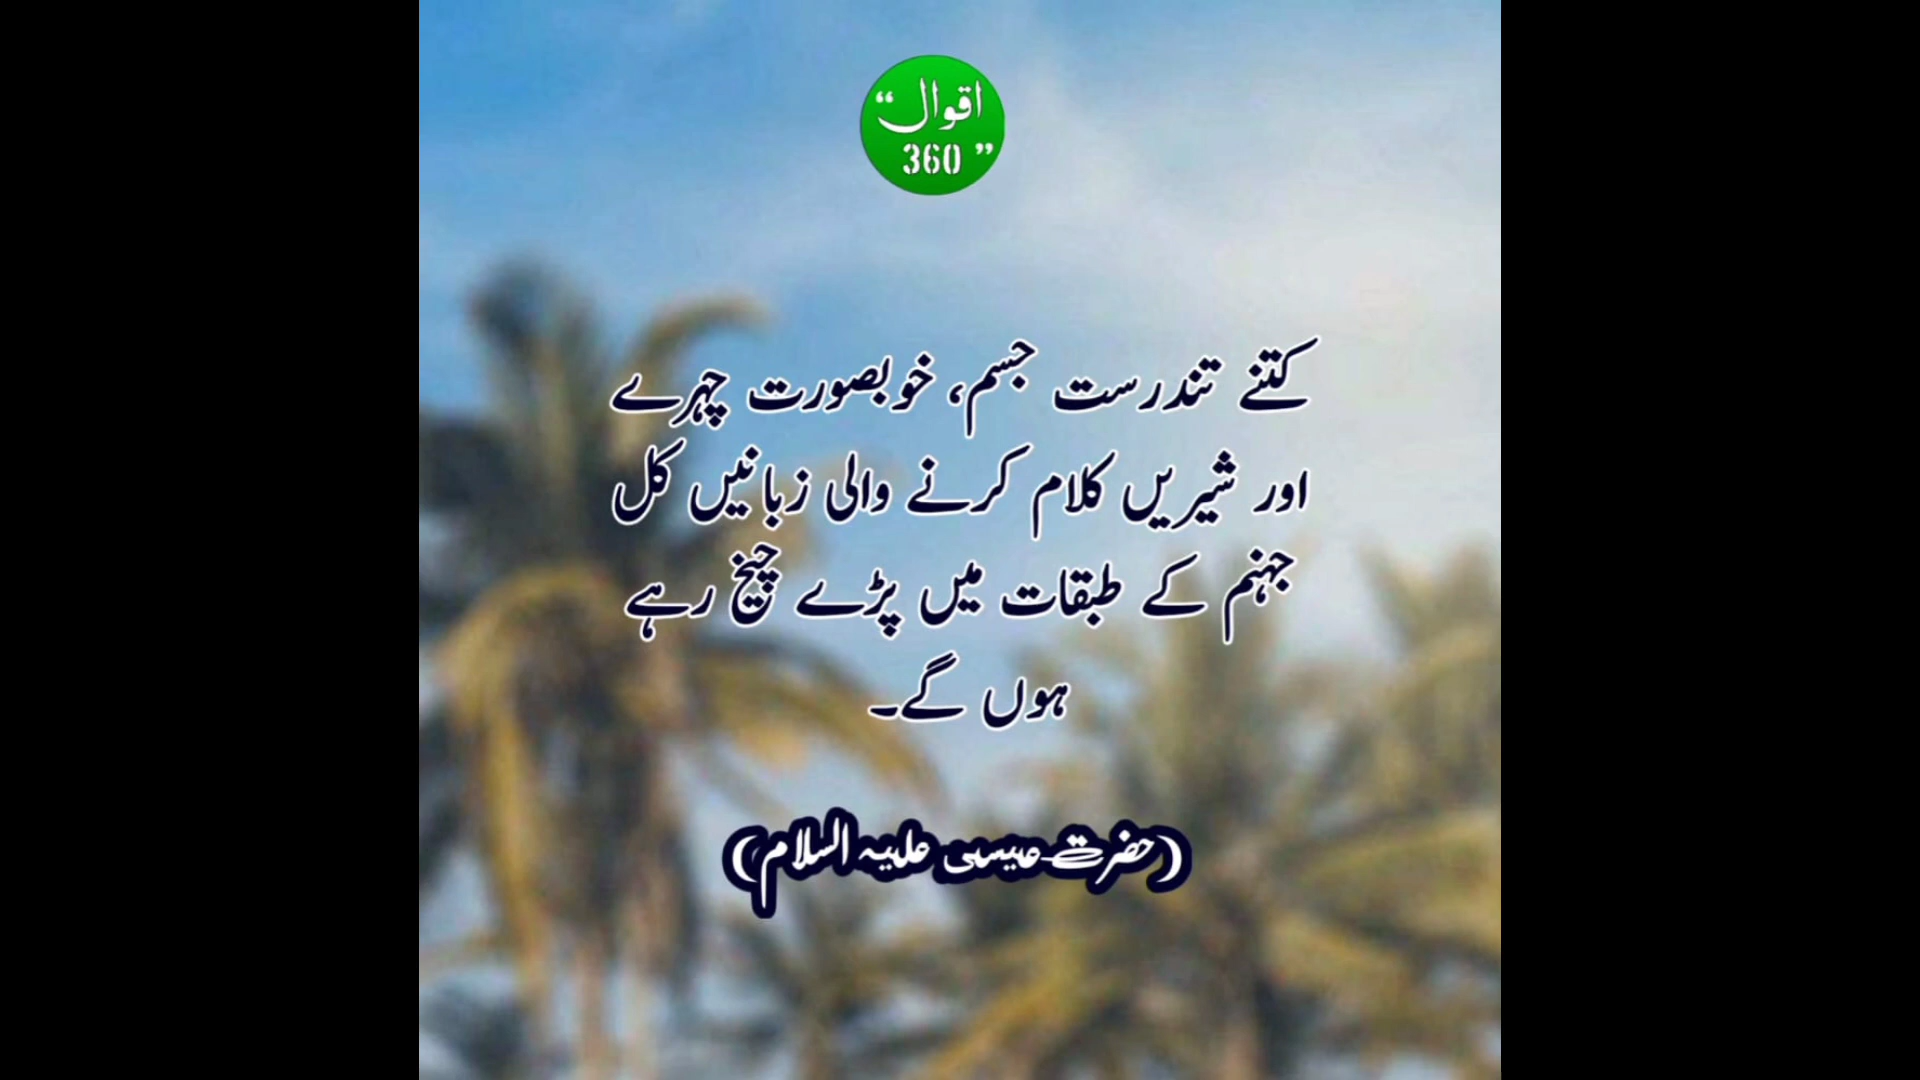 “اقوال
360”
کتنے تندرست جسم، خوبصورت چہرے
اور شیریں کلام کرنے والی زبانیں کل
جہنم کے طبقات میں پڑے چیخ رہے
ہوں گے۔
(حضرت عیسی علیہ السلام)